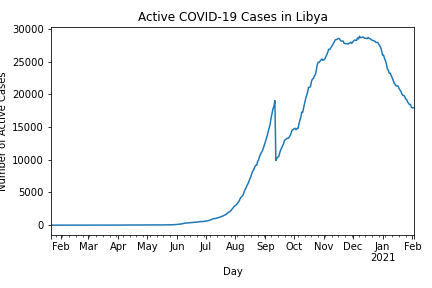 Active COVID-19 Cases in Libya
Number of Active Cases
30000
25000
20000
15000
10000
5000
0
Feb Mar Apr May Jun Jul Aug Sep Oct Nov Dec Jan Feb
2021
Day